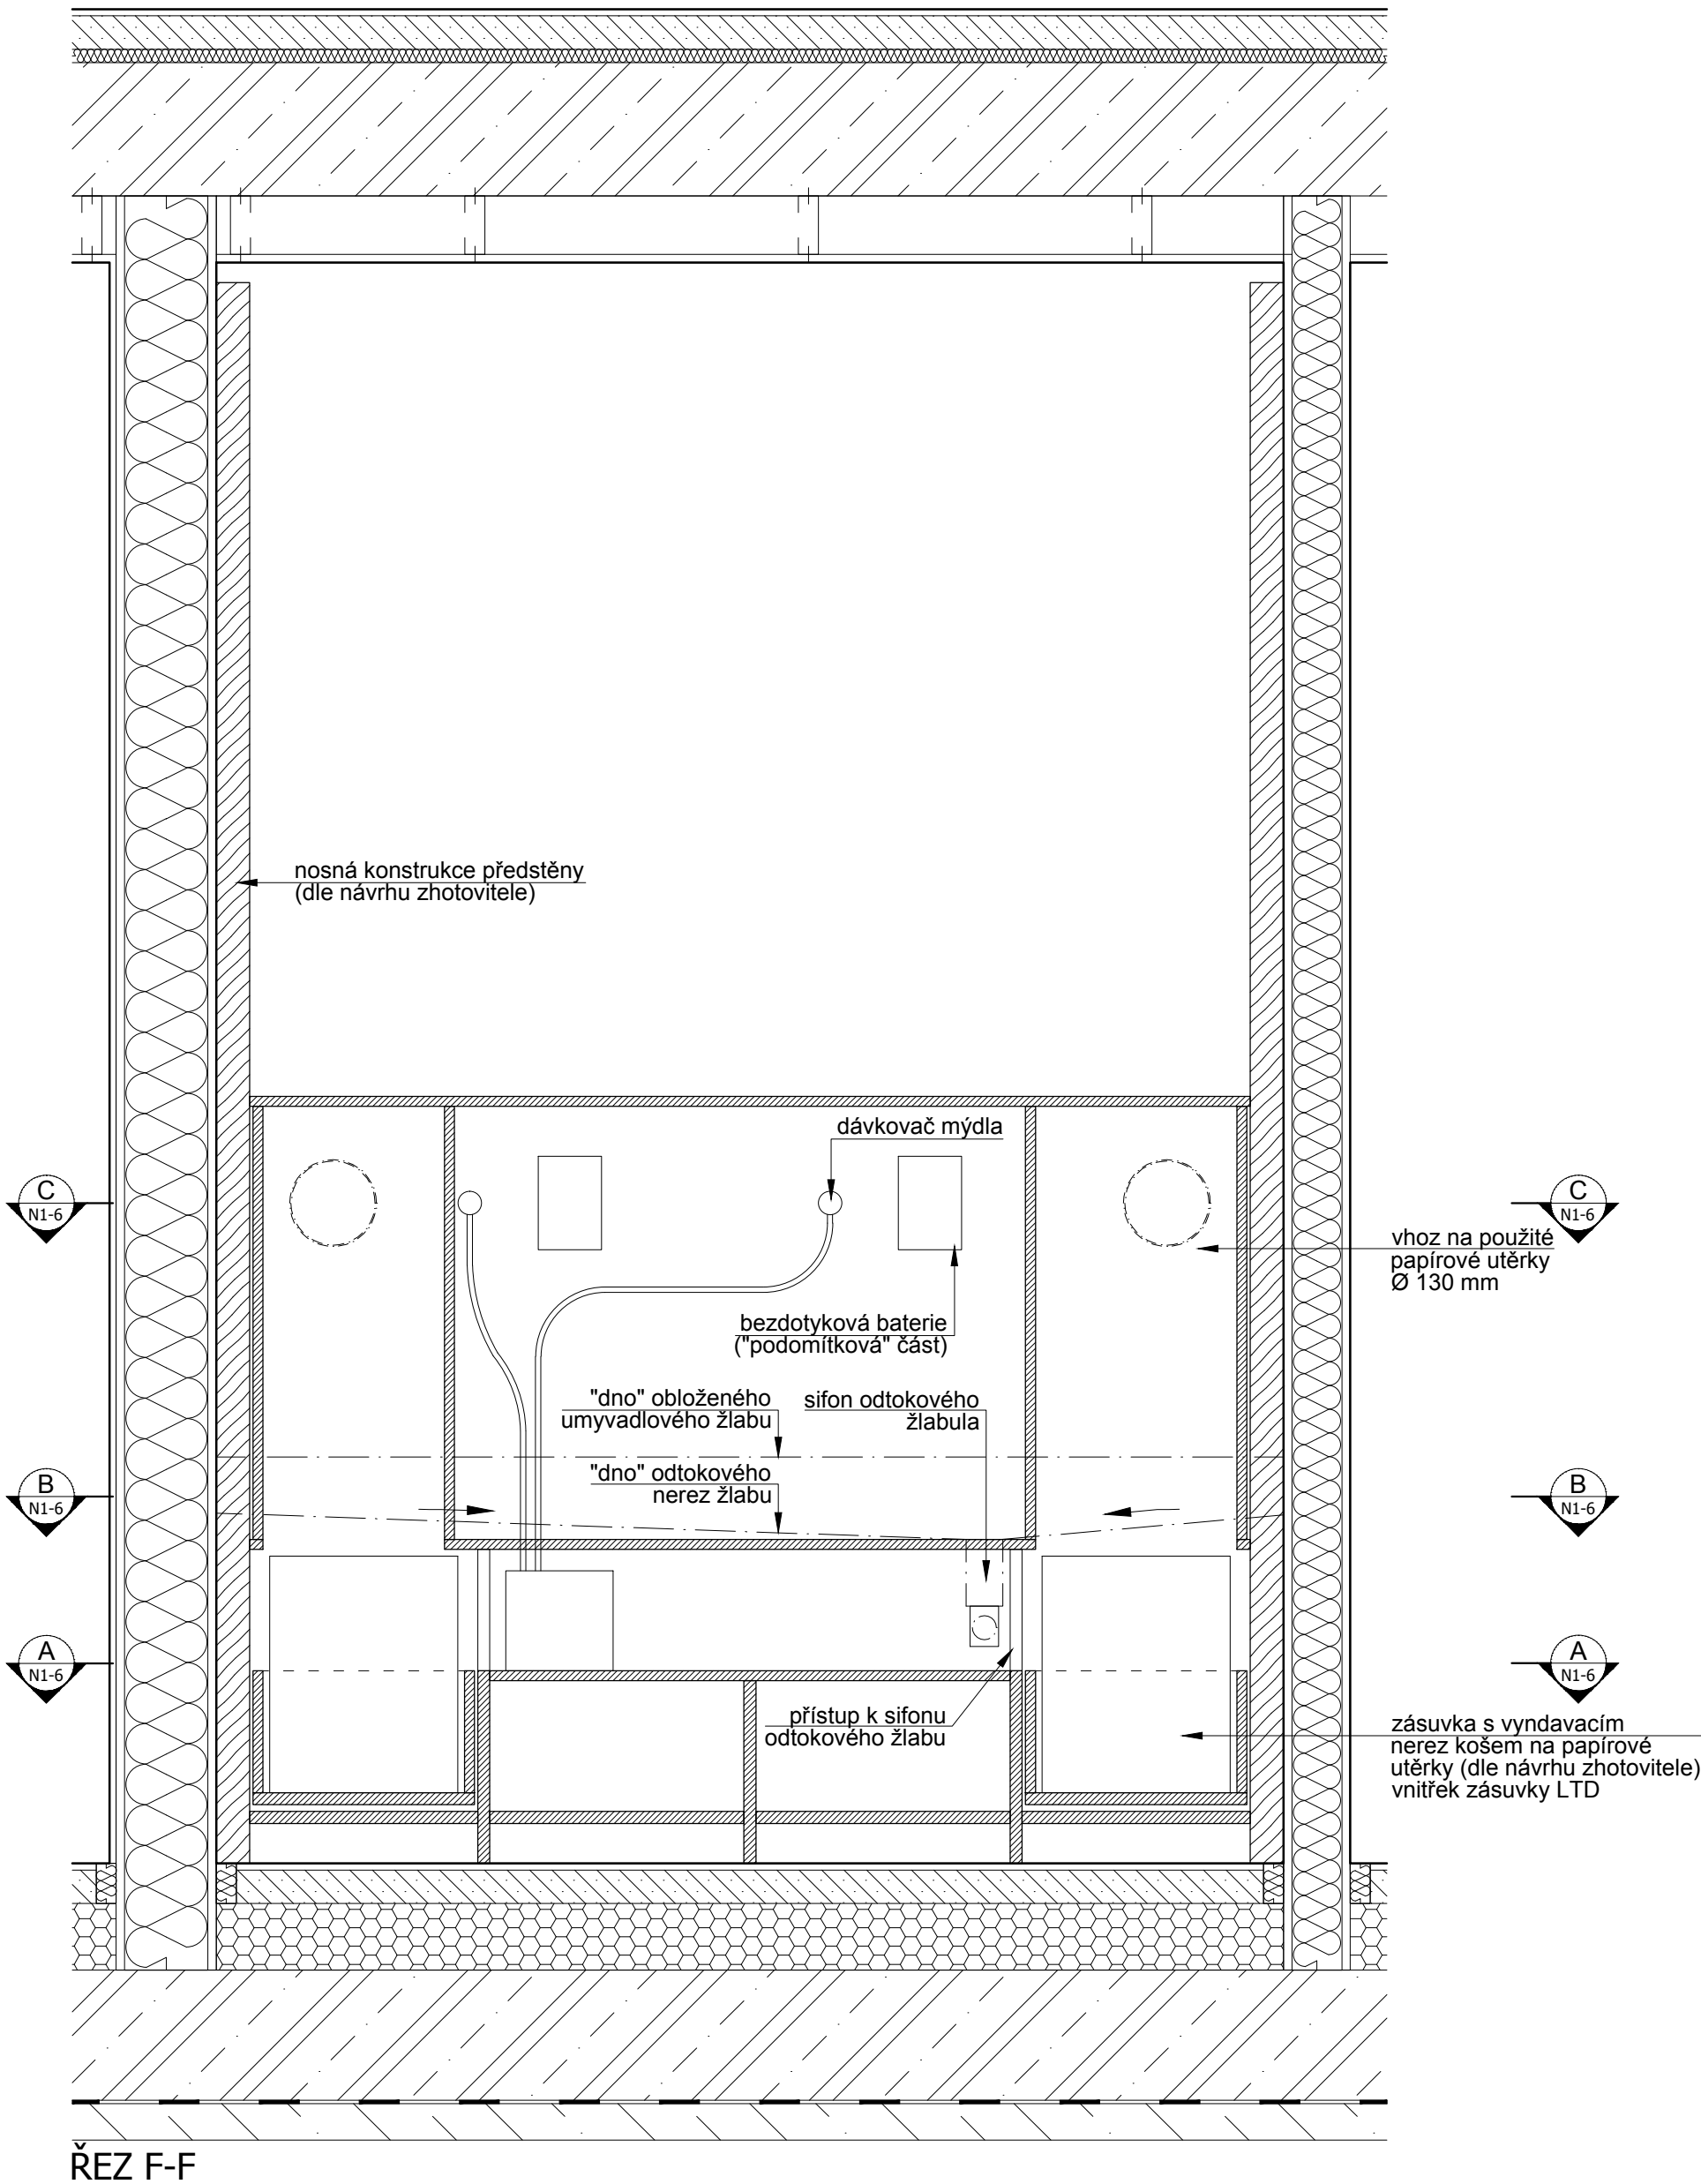 nosná konstrukce předstěny
(dle návrhu zhotovitele)
dávkovač mýdla
C
N1-6
C
N1-6
vhoz na použité
papírové utěrky
Ø 130 mm
bezdotyková baterie
("podomítková" část)
"dno" obloženého
umyvadlového žlabu
sifon odtokového
žlabula
"dno" odtokového
nerez žlabu
B
N1-6
B
N1-6
A
N1-6
A
N1-6
přístup k sifonu
odtokového žlabu
zásuvka s vyndavacím
nerez košem na papírové
utěrky (dle návrhu zhotovitele)
vnitřek zásuvky LTD
ŘEZ F-F